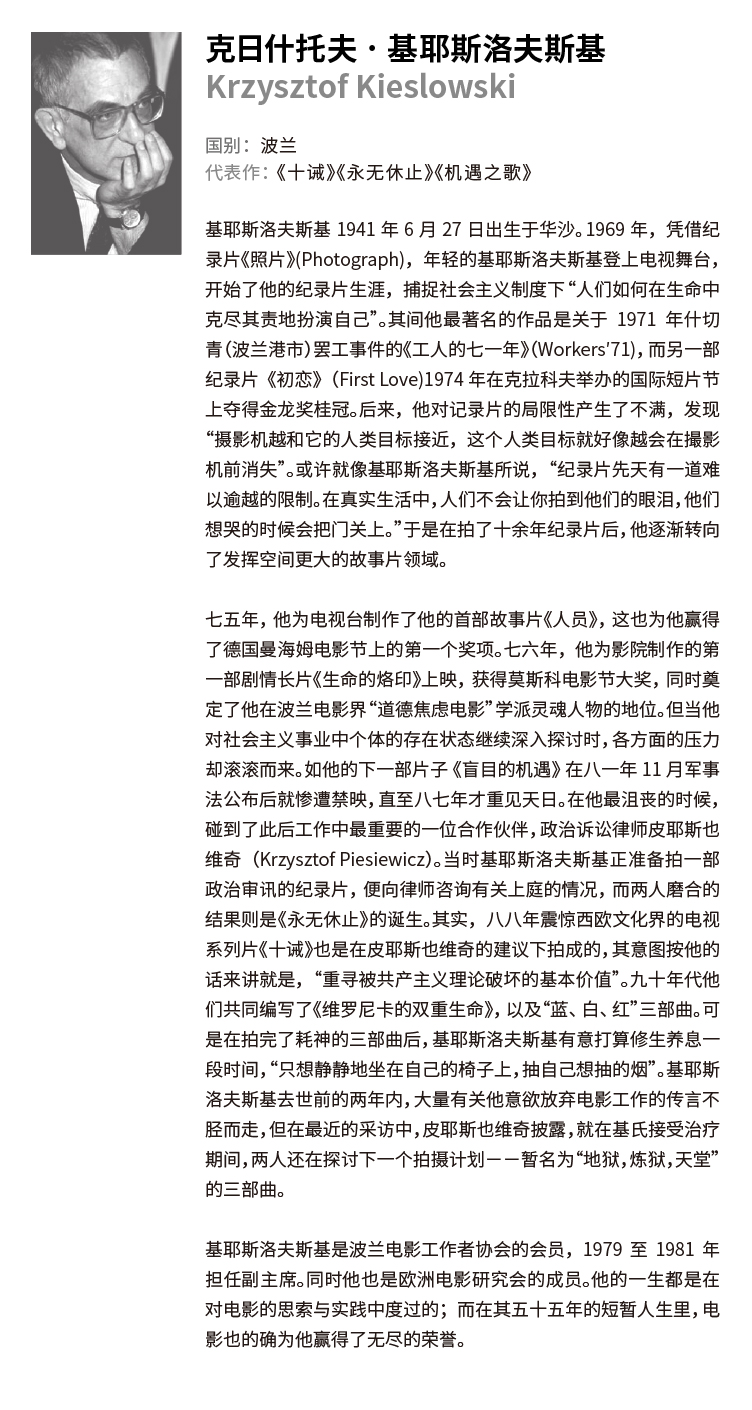 克日什托夫·基耶斯洛夫斯基
Krzysztof Kieslowski
国别：波兰
代表作：《十诫》《永无休止》《机遇之歌》
基耶斯洛夫斯基 1941 年 6 月 27 日出生于华沙。1969 年，凭借纪
录片《照片》(Photograph)，年轻的基耶斯洛夫斯基登上电视舞台，
开始了他的纪录片生涯，捕捉社会主义制度下“人们如何在生命中
克尽其责地扮演自己”。其间他最著名的作品是关于 1971 年什切
青（波兰港市）罢工事件的《工人的七一年》（Workers'71），而另一部
纪录片《初恋》（First Love)1974 年在克拉科夫举办的国际短片节
上夺得金龙奖桂冠。后来，他对记录片的局限性产生了不满，发现
“摄影机越和它的人类目标接近，这个人类目标就好像越会在撮影
机前消失”。或许就像基耶斯洛夫斯基所说，“纪录片先天有一道难
以逾越的限制。在真实生活中，人们不会让你拍到他们的眼泪，他们
想哭的时候会把门关上。”于是在拍了十余年纪录片后，他逐渐转向
了发挥空间更大的故事片领域。
七五年，他为电视台制作了他的首部故事片《人员》，这也为他赢得
了德国曼海姆电影节上的第一个奖项。七六年，他为影院制作的第
一部剧情长片《生命的烙印》上映，获得莫斯科电影节大奖，同时奠
定了他在波兰电影界“道德焦虑电影”学派灵魂人物的地位。但当他
对社会主义事业中个体的存在状态继续深入探讨时，各方面的压力
却滚滚而来。如他的下一部片子《盲目的机遇》在八一年 11 月军事
法公布后就惨遭禁映，直至八七年才重见天日。在他最沮丧的时候，
碰到了此后工作中最重要的一位合作伙伴，政治诉讼律师皮耶斯也
维奇（Krzysztof Piesiewicz）。当时基耶斯洛夫斯基正准备拍一部
政治审讯的纪录片，便向律师咨询有关上庭的情况，而两人磨合的
结果则是《永无休止》的诞生。其实，八八年震惊西欧文化界的电视
系列片《十诫》也是在皮耶斯也维奇的建议下拍成的，其意图按他的
话来讲就是，“重寻被共产主义理论破坏的基本价值”。九十年代他
们共同编写了《维罗尼卡的双重生命》，以及“蓝、白、红”三部曲。可
是在拍完了耗神的三部曲后，基耶斯洛夫斯基有意打算修生养息一
段时间，“只想静静地坐在自己的椅子上，抽自己想抽的烟”。基耶斯
洛夫斯基去世前的两年内，大量有关他意欲放弃电影工作的传言不
胫而走，但在最近的采访中，皮耶斯也维奇披露，就在基氏接受治疗
期间，两人还在探讨下一个拍摄计划－－暂名为“地狱，炼狱，天堂”
的三部曲。
基耶斯洛夫斯基是波兰电影工作者协会的会员，1979 至 1981 年
担任副主席。同时他也是欧洲电影研究会的成员。他的一生都是在
对电影的思索与实践中度过的；而在其五十五年的短暂人生里，电
影也的确为他赢得了无尽的荣誉。